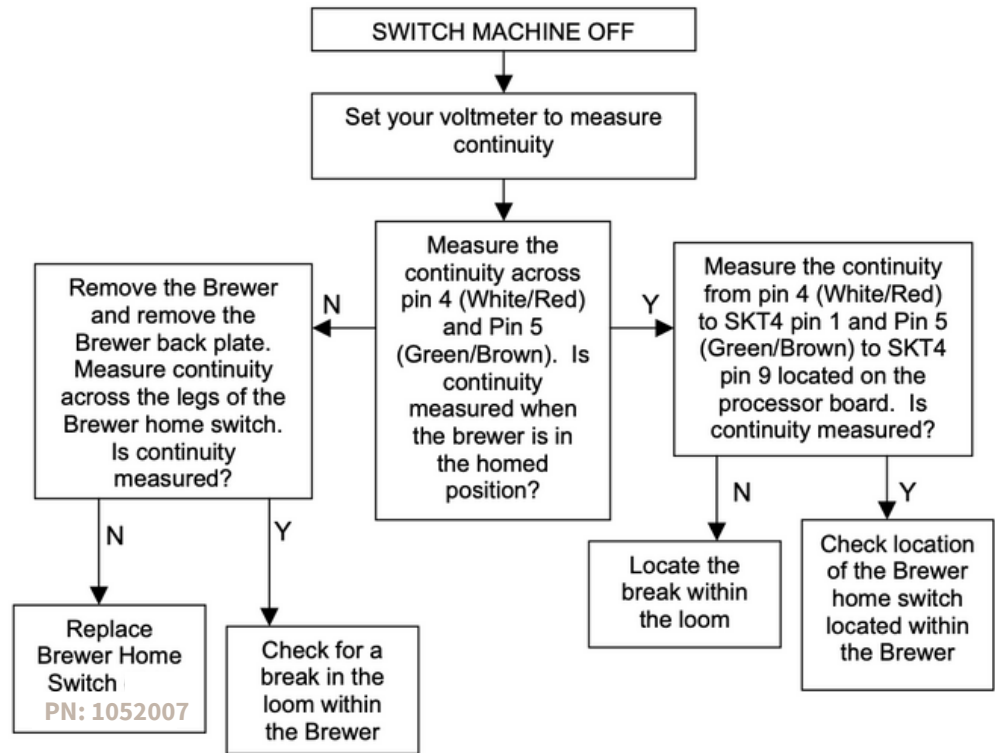 SWITCH MACHINE OFF
Set your voltmeter to measure
continuity
Measure the
continuity across
pin 4 (White/Red)
and Pin 5
(Green/Brown). Is
continuity
measured when
the brewer is in
the homed
position?
N
Y
Remove the Brewer
and remove the
Brewer back plate.
Measure continuity
across the legs of the
Brewer home switch.
Is continuity
measured?
Measure the continuity
from pin 4 (White/Red)
to SKT4 pin 1 and Pin 5
(Green/Brown) to SKT4
pin 9 located on the
processor board. Is
continuity measured?
N
Y
N
Y
Replace
Brewer Home
Switch
PN: 1052007
Check for a
break in the
loom within
the Brewer
Locate the
break within
the loom
Check location
of the Brewer
home switch
located within
the Brewer